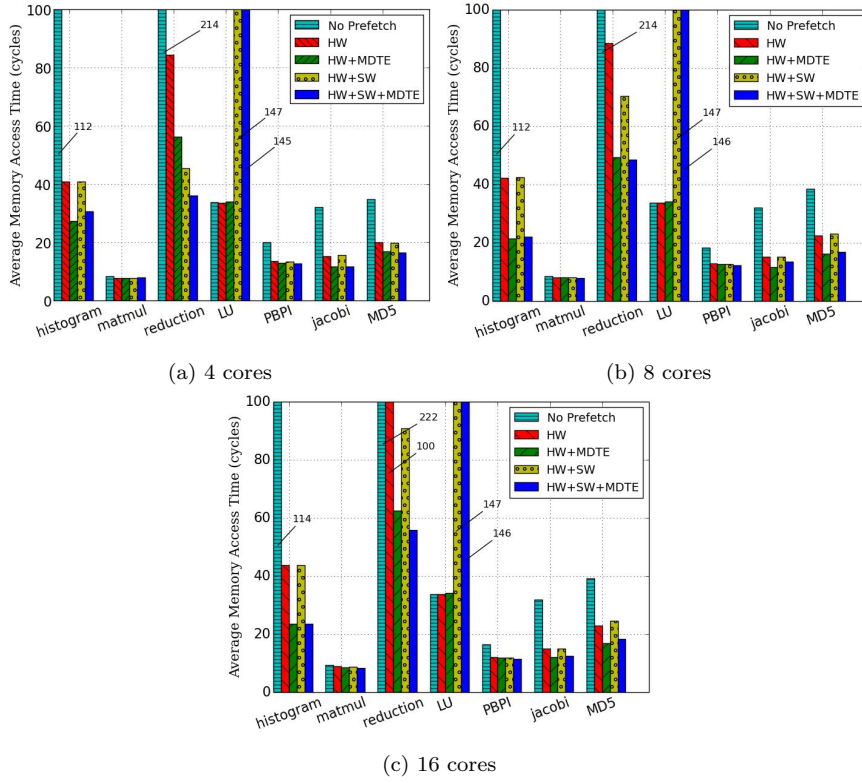 100
80
60
40
20
0
Average Memory Access Time (cycles)
214
112
147
145
No Prefetch
HW
HW+MDTE
HW+SW
HW+SW+MDTE
histogram
matmul
reduction
LU
PBPI
jacobi
MD5
(a) 4 cores
100
80
60
40
20
0
Average Memory Access Time (cycles)
214
112
147
146
No Prefetch
HW
HW+MDTE
HW+SW
HW+SW+MDTE
histogram
matmul
reduction
LU
PBPI
jacobi
MD5
(b) 8 cores
100
80
60
40
20
0
Average Memory Access Time (cycles)
222
100
114
147
146
No Prefetch
HW
HW+MDTE
HW+SW
HW+SW+MDTE
histogram
matmul
reduction
LU
PBPI
jacobi
MD5
(c) 16 cores